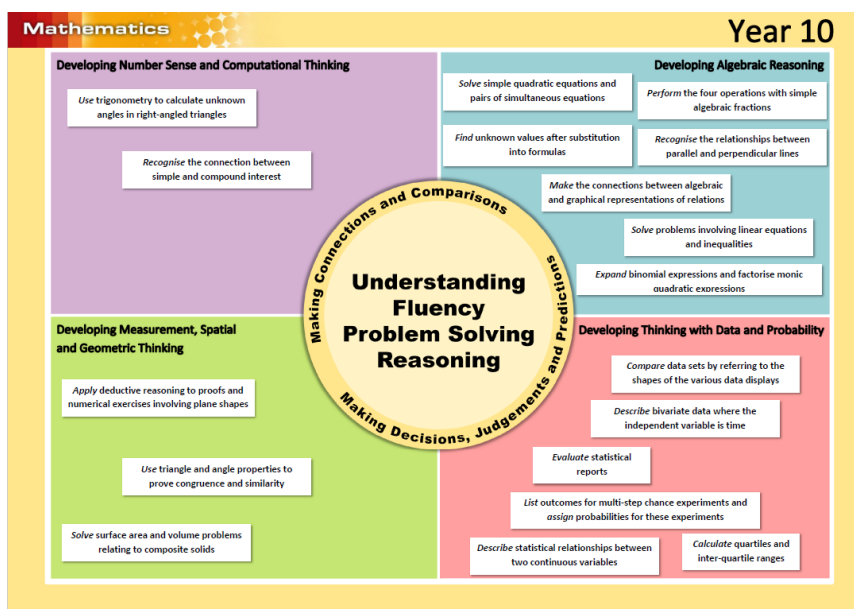 Mathematics
Year 10
Developing Number Sense and Computational Thinking
Use trigonometry to calculate unknown
angles in right-angled triangles
Recognise the connection between
simple and compound interest
Developing Algebraic Reasoning
Solve simple quadratic equations and
pairs of simultaneous equations
Perform the four operations with simple
algebraic fractions
Find unknown values after substitution
into formulas
Recognise the relationships between
parallel and perpendicular lines
Make the connections between algebraic
and graphical representations of relations
Solve problems involving linear equations
and inequalities
Expand binomial expressions and factorise monic
quadratic expressions
Making Connections and Comparisons
Understanding
Fluency
Problem Solving
Reasoning
Making Decisions, Judgements and Predictions
Developing Measurement, Spatial
and Geometric Thinking
Apply deductive reasoning to proofs and
numerical exercises involving plane shapes
Use triangle and angle properties to
prove congruence and similarity
Solve surface area and volume problems
relating to composite solids
Developing Thinking with Data and Probability
Compare data sets by referring to the
shapes of the various data displays
Describe bivariate data where the
independent variable is time
Evaluate statistical
reports
List outcomes for multi-step chance experiments and
assign probabilities for these experiments
Describe statistical relationships between
two continuous variables
Calculate quartiles and
inter-quartile ranges